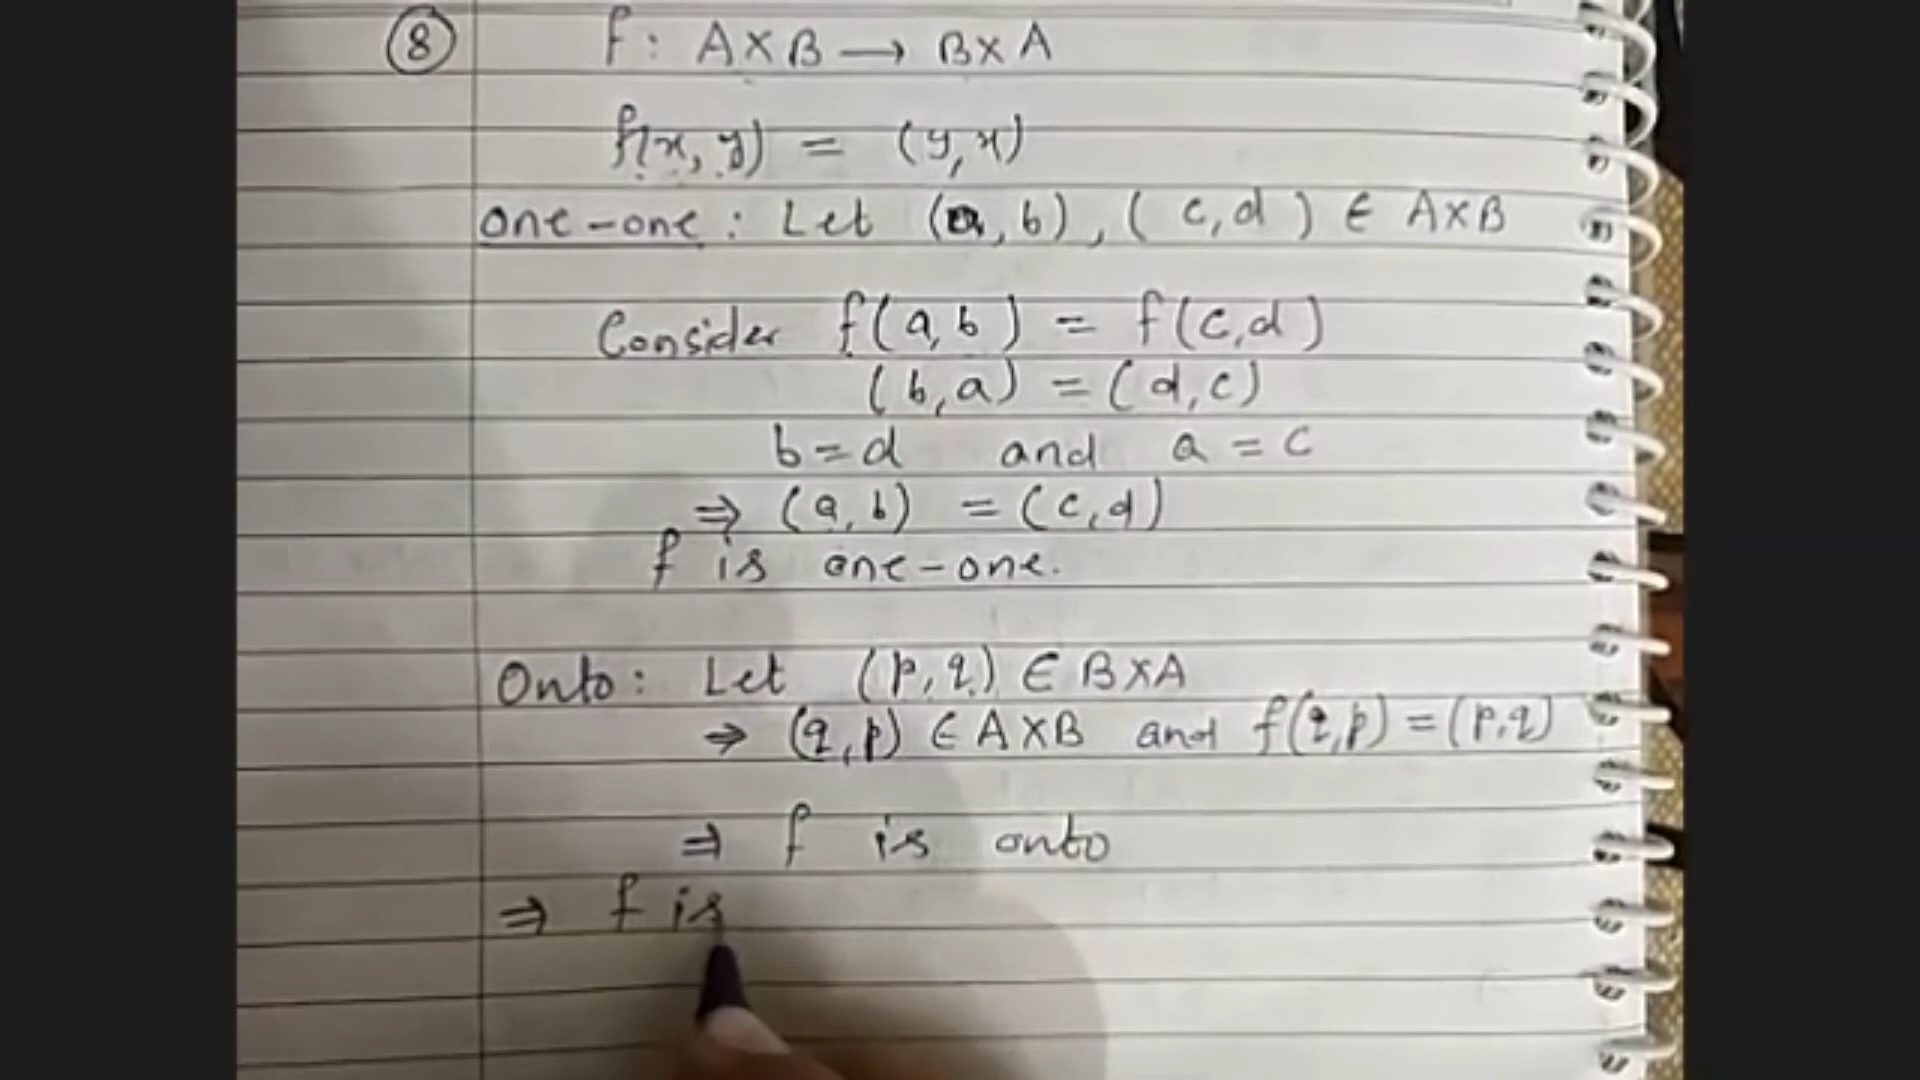 ⑧ f: A×B → B×A
f(x, y) = (y, x)
one-one: Let (a, b), (c, d) ∈ A×B
Consider f(a, b) = f(c, d)
(b, a) = (d, c)
b = d and a = c
⇒ (a, b) = (c, d)
f is one-one.
Onto: Let (p, q) ∈ B×A
⇒ (q, p) ∈ A×B and f(q, p) = (p, q)
⇒ f is onto
⇒ f is